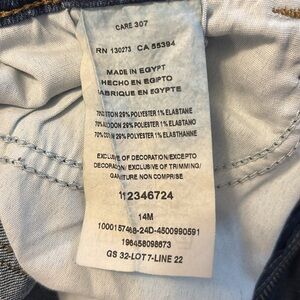 CARE 307
RN 130273 CA 55394
MADE IN EGYPT
HECHO EN EGIPTO
FABRIQUE EN EGYPTE
70% COTTON 29% POLYESTER 1% ELASTANE
70% ALGODON 29% POLIESTER 1% ELASTANO
70% COTON 29% POLYESTER 1% ELASTHANNE
EXCLUSIVE OF DECORATION/EXCEPTO
DECORACION/ EXCLUSIVE OF TRIMMING/
GARNITURE NON COMPRISE
112346724
14M
1000157468-24D-4500990591
196458098673
GS 32-LOT 7-LINE 22